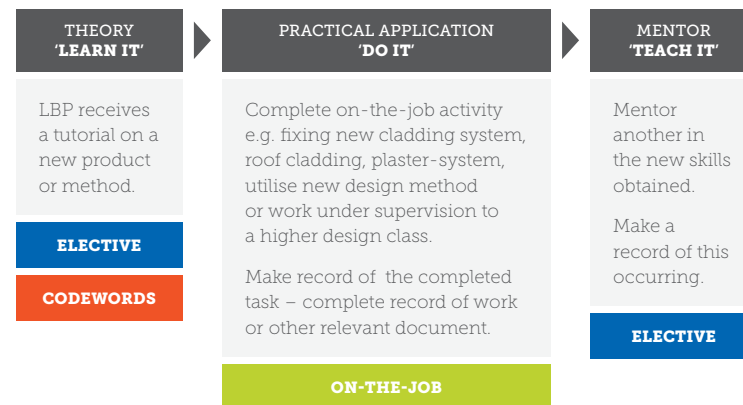 THEORY
‘LEARN IT’
LBP receives
a tutorial on a
new product
or method.
ELECTIVE
CODEWORDS
PRACTICAL APPLICATION
‘DO IT’
Complete on-the-job activity
e.g. fixing new cladding system,
roof cladding, plaster-system,
utilise new design method
or work under supervision to
a higher design class.
Make record of the completed
task – complete record of work
or other relevant document.
ON-THE-JOB
MENTOR
‘TEACH IT’
Mentor
another in
the new skills
obtained.
Make a
record of this
occurring.
ELECTIVE